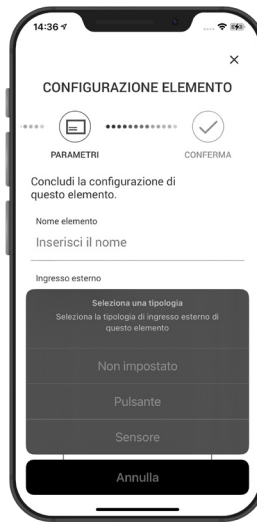 14:36
CONFIGURAZIONE ELEMENTO
PARAMETRI
CONFERMA
Concludi la configurazione di
questo elemento.
Nome elemento
Inserisci il nome
Ingresso esterno
Seleziona una tipologia
Seleziona la tipologia di ingresso esterno di
questo elemento
Non impostato
Pulsante
Sensore
Annulla